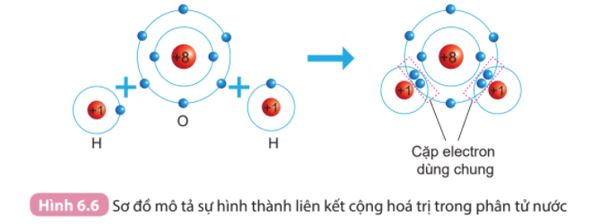 +8
+8
+
+
+1
+1
+1
+1
O
H
H
Cặp electron
dùng chung
Hình 6.6 Sơ đồ mô tả sự hình thành liên kết cộng hoá trị trong phân tử nước